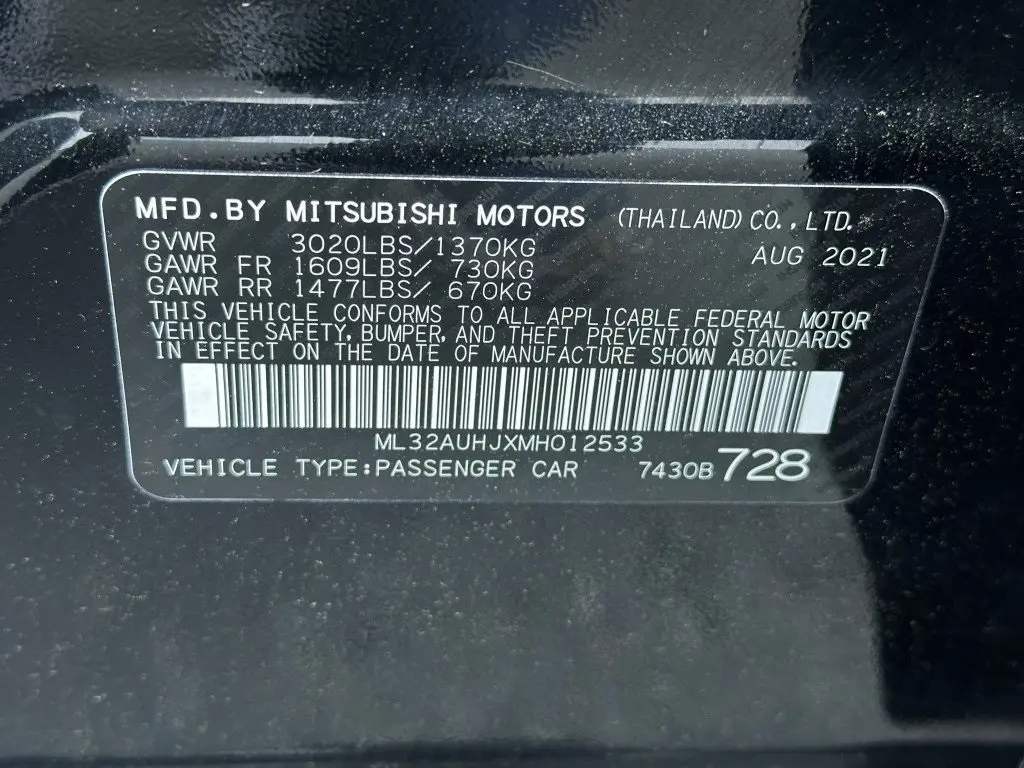 MFD.BY MITSUBISHI MOTORS (THAILAND) CO., LTD.
GVWR 3020LBS/1370KG AUG 2021
GAWR FR 1609LBS/ 730KG
GAWR RR 1477LBS/ 670KG
THIS VEHICLE CONFORMS TO ALL APPLICABLE FEDERAL MOTOR
VEHICLE SAFETY, BUMPER, AND THEFT PREVENTION STANDARDS
IN EFFECT ON THE DATE OF MANUFACTURE SHOWN ABOVE.
ML32AUHJXMH012533
VEHICLE TYPE:PASSENGER CAR 7430B 728